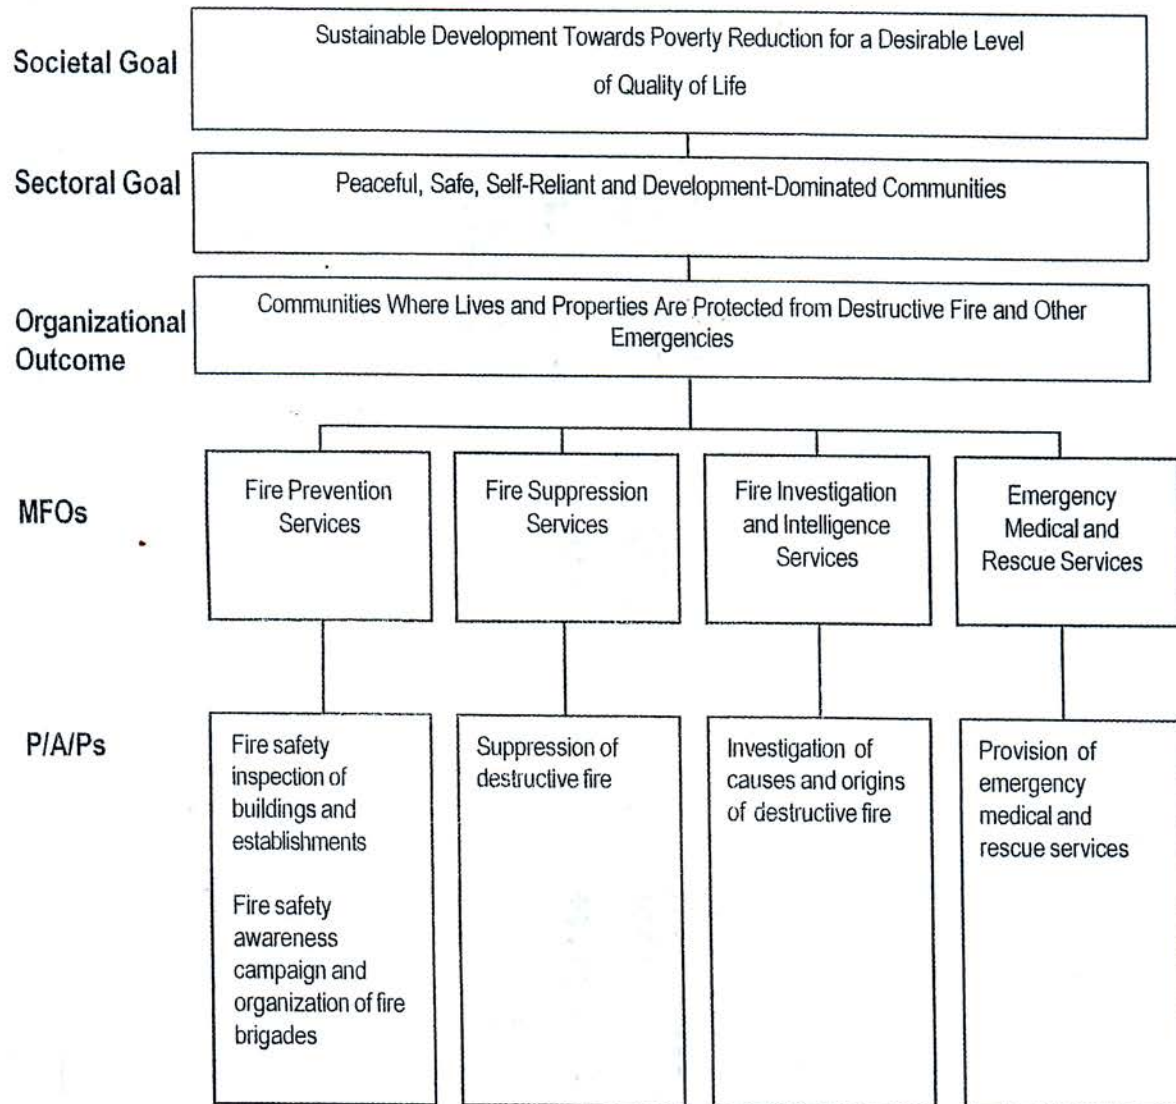 Societal Goal
Sustainable Development Towards Poverty Reduction for a Desirable Level
of Quality of Life
Sectoral Goal
Peaceful, Safe, Self-Reliant and Development-Dominated Communities
Organizational
Outcome
Communities Where Lives and Properties Are Protected from Destructive Fire and Other
Emergencies
MFOs
Fire Prevention
Services
Fire Suppression
Services
Fire Investigation
and Intelligence
Services
Emergency
Medical and
Rescue Services
P/A/Ps
Fire safety
inspection of
buildings and
establishments
Fire safety
awareness
campaign and
organization of fire
brigades
Suppression of
destructive fire
Investigation of
causes and origins
of destructive fire
Provision of
emergency
medical and
rescue services